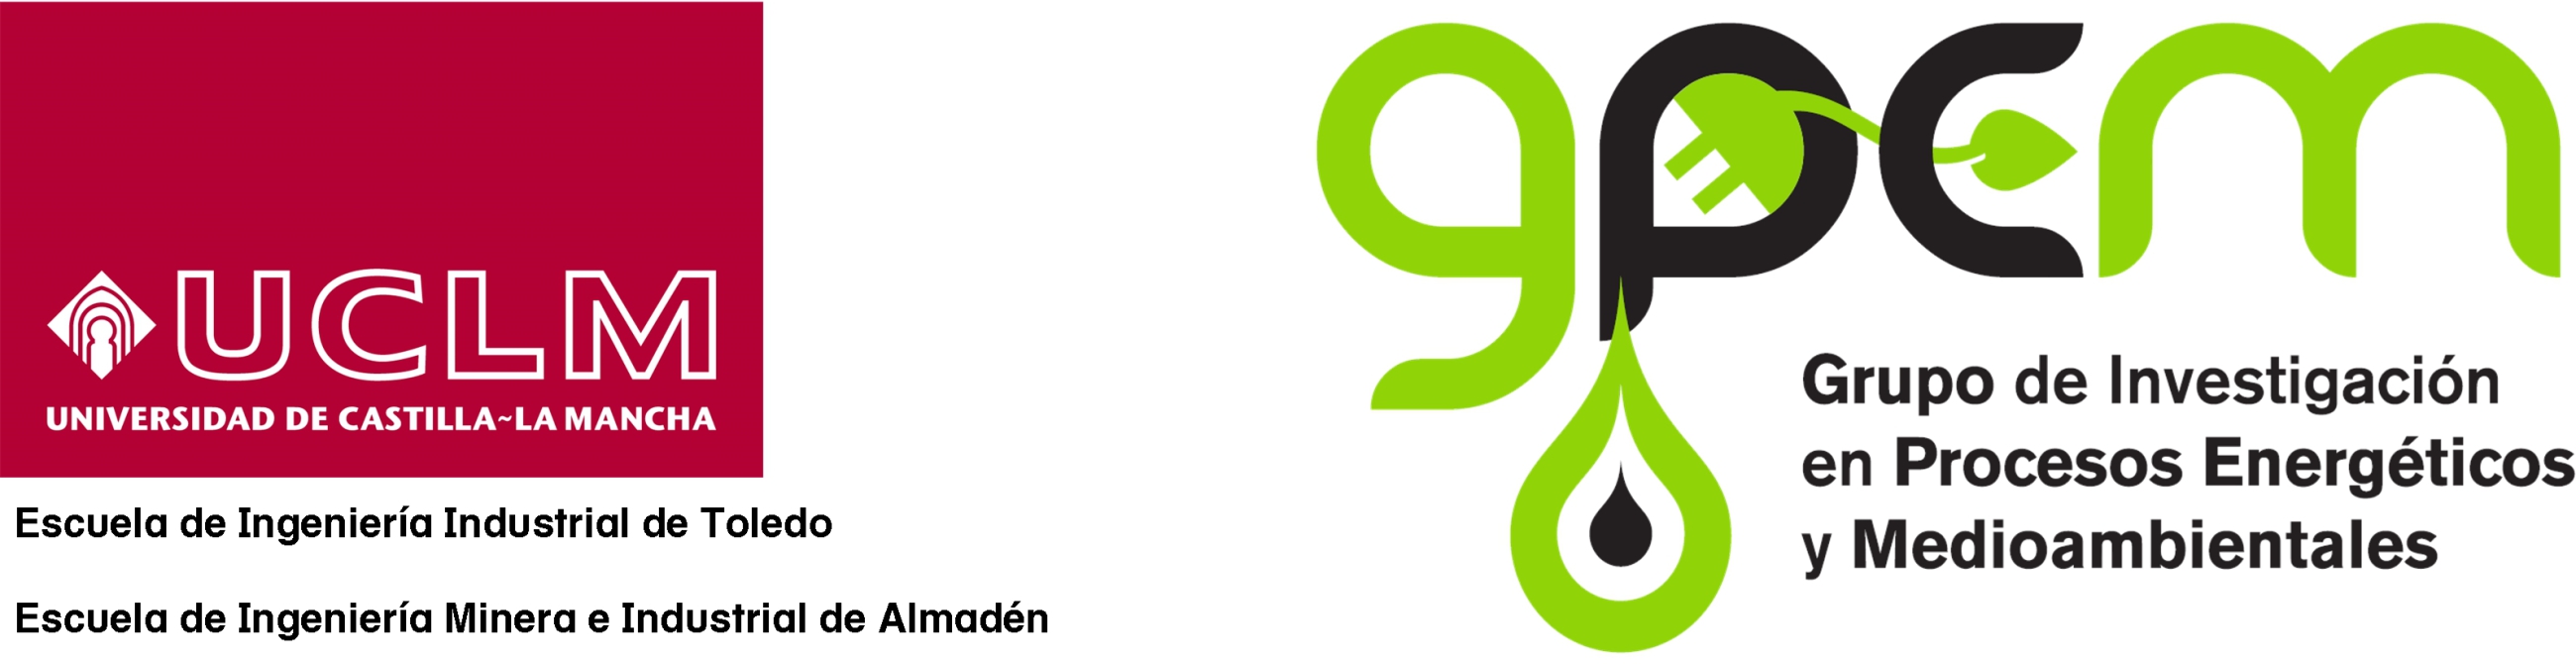 UCLM
UNIVERSIDAD DE CASTILLA~LA MANCHA
Escuela de Ingeniería Industrial de Toledo
Escuela de Ingeniería Minera e Industrial de Almadén
gpem
Grupo de Investigación
en Procesos Energéticos
y Medioambientales